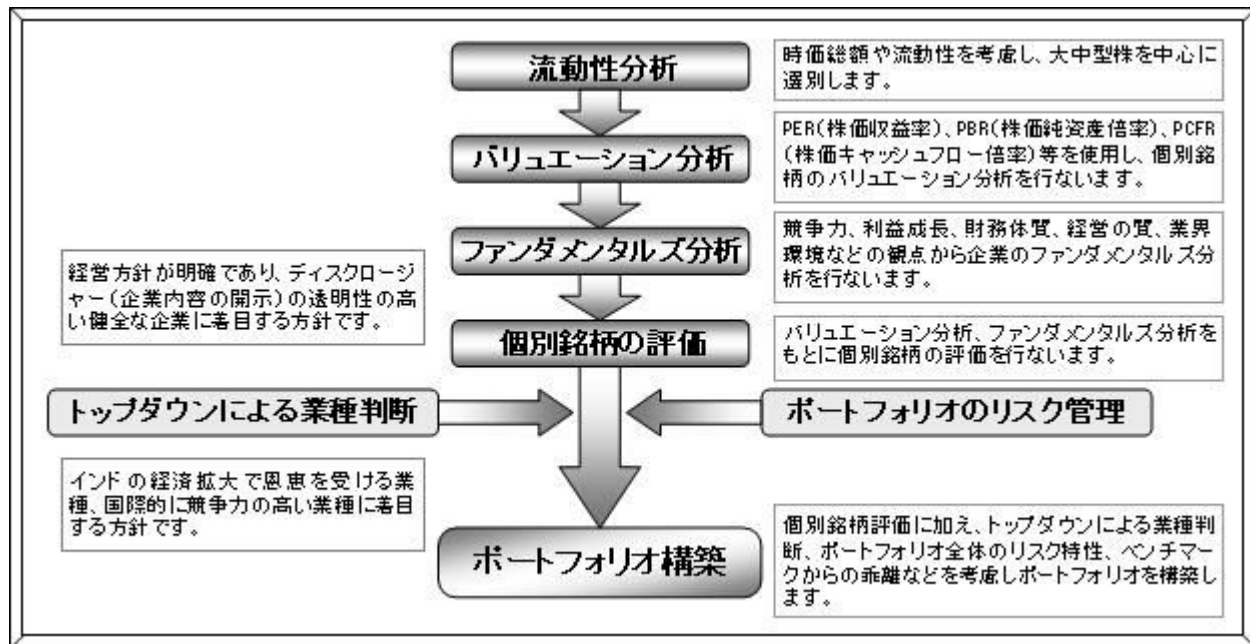 流動性分析
時価総額や流動性を考慮し、大中型株を中心に
選別します。
バリュエーション分析
PER(株価収益率)、PBR(株価純資産倍率)、PCFR
(株価キャッシュフロー倍率)等を使用し、個別銘
柄のバリュエーション分析を行ないます。
ファンダメンタルズ分析
競争力、利益成長、財務体質、経営の質、業界
環境などの観点から企業のファンダメンタルズ分
析を行ないます。
経営方針が明確であり、ディスクロージ
ャー(企業内容の開示)の透明性の高
い健全な企業に着目する方針です。
個別銘柄の評価
バリュエーション分析、ファンダメンタルズ分析を
もとに個別銘柄の評価を行ないます。
トップダウンによる業種判断
ポートフォリオのリスク管理
インドの経済拡大で恩恵を受ける業
種、国際的に競争力の高い業種に着目
する方針です。
ポートフォリオ構築
個別銘柄評価に加え、トップダウンによる業種判
断、ポートフォリオ全体のリスク特性、ベンチマー
クからの乖離などを考慮しポートフォリオを構築し
ます。